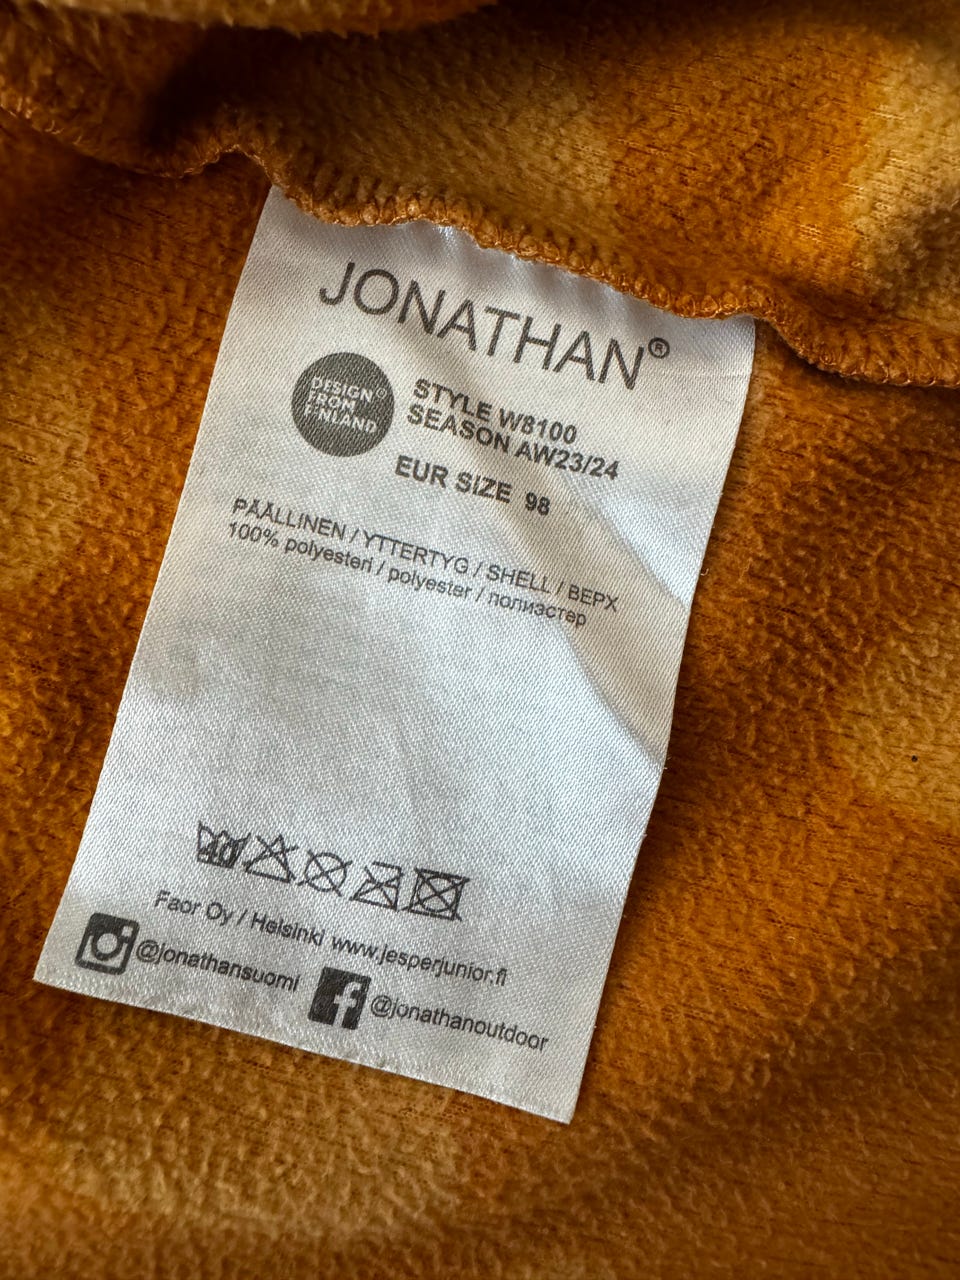 JONATHAN®
DESIGN
FROM
FINLAND
STYLE W8100
SEASON AW23/24
EUR SIZE 98
PÄÄLLINEN / YTTERTYG / SHELL / ВЕРХ
100% polyesteri / polyester / полиэстер
40
Faor Oy / Helsinki www.jesperjunior.fi
@jonathansuomi
@jonathanoutdoor